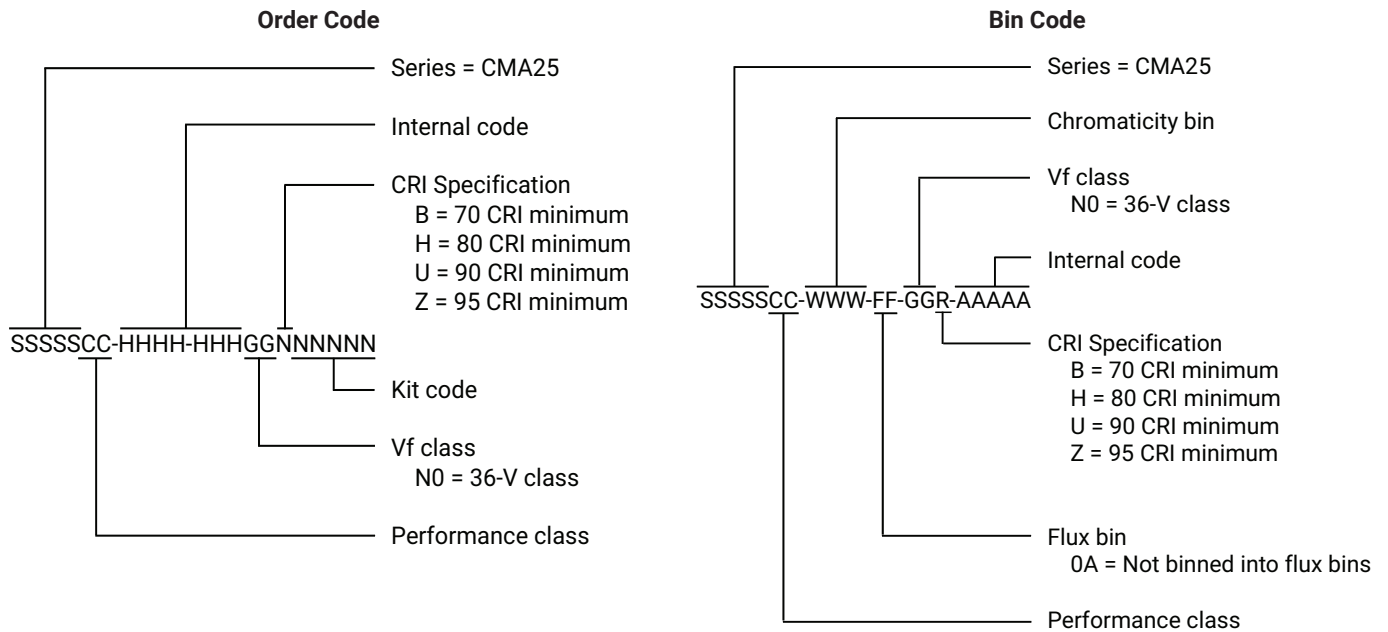 Order Code
Series = CMA25
Internal code
CRI Specification
B = 70 CRI minimum
H = 80 CRI minimum
U = 90 CRI minimum
Z = 95 CRI minimum
SSSSSCC-HHHH-HHHGGNNNNNN
Kit code
Vf class
N0 = 36-V class
Performance class
Bin Code
Series = CMA25
Chromaticity bin
Vf class
N0 = 36-V class
Internal code
SSSSSCC-WWW-FF-GGR-AAAAA
CRI Specification
B = 70 CRI minimum
H = 80 CRI minimum
U = 90 CRI minimum
Z = 95 CRI minimum
Flux bin
0A = Not binned into flux bins
Performance class